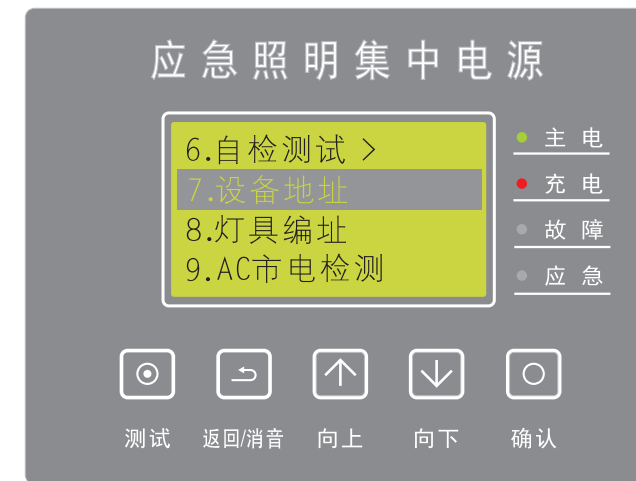 应急照明集中电源
6.自检测试 >
7.设备地址
8.灯具编址
9.AC市电检测
主电
充电
故障
应急
测试
返回/消音
向上
向下
确认